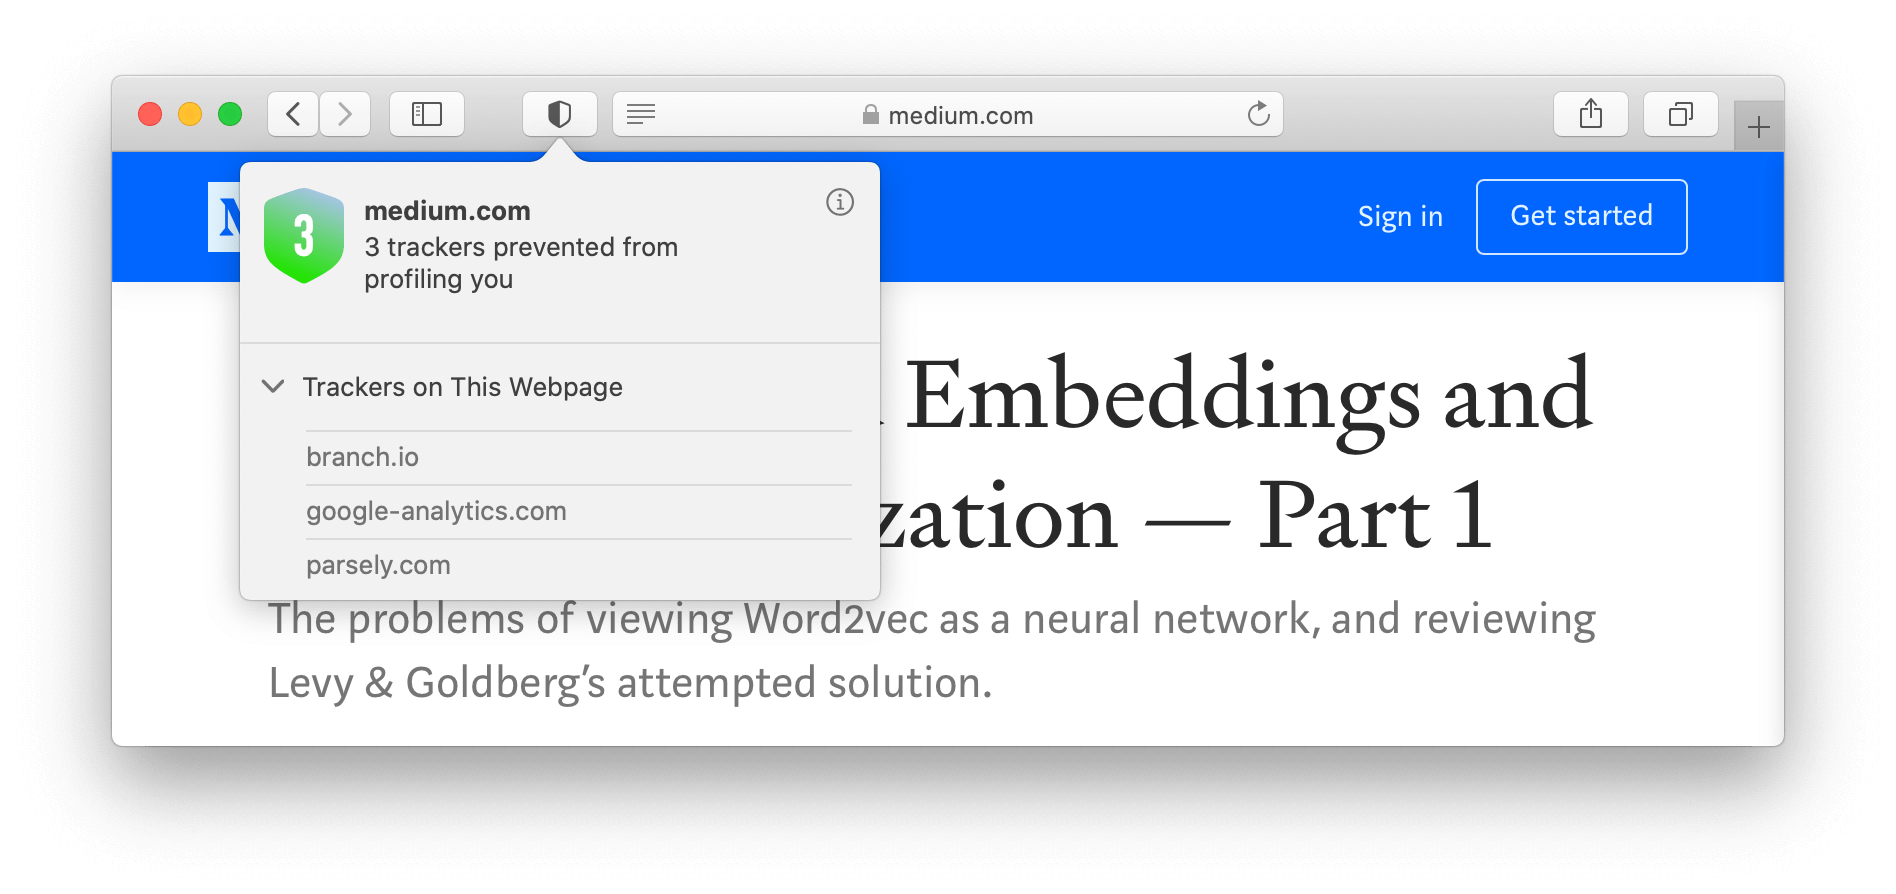 medium.com
M
Sign in
Get started
3
medium.com
3 trackers prevented from
profiling you
Trackers on This Webpage
branch.io
google-analytics.com
parsely.com
Embeddings and
zation — Part 1
The problems of viewing Word2vec as a neural network, and reviewing
Levy & Goldberg’s attempted solution.